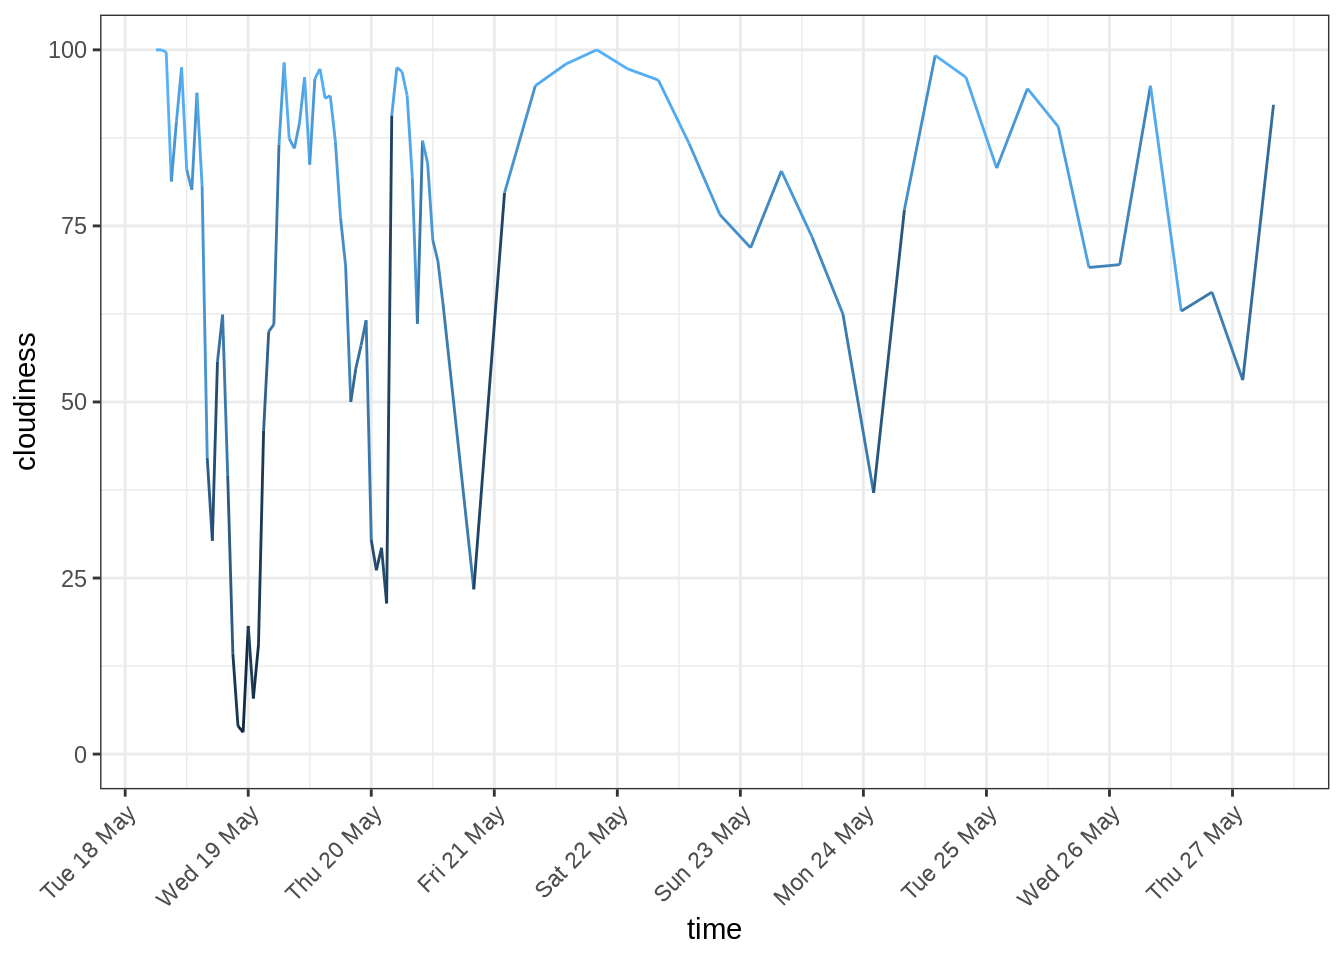 100
75
50
25
0
cloudiness
Tue 18 May
Wed 19 May
Thu 20 May
Fri 21 May
Sat 22 May
Sun 23 May
Mon 24 May
Tue 25 May
Wed 26 May
Thu 27 May
time